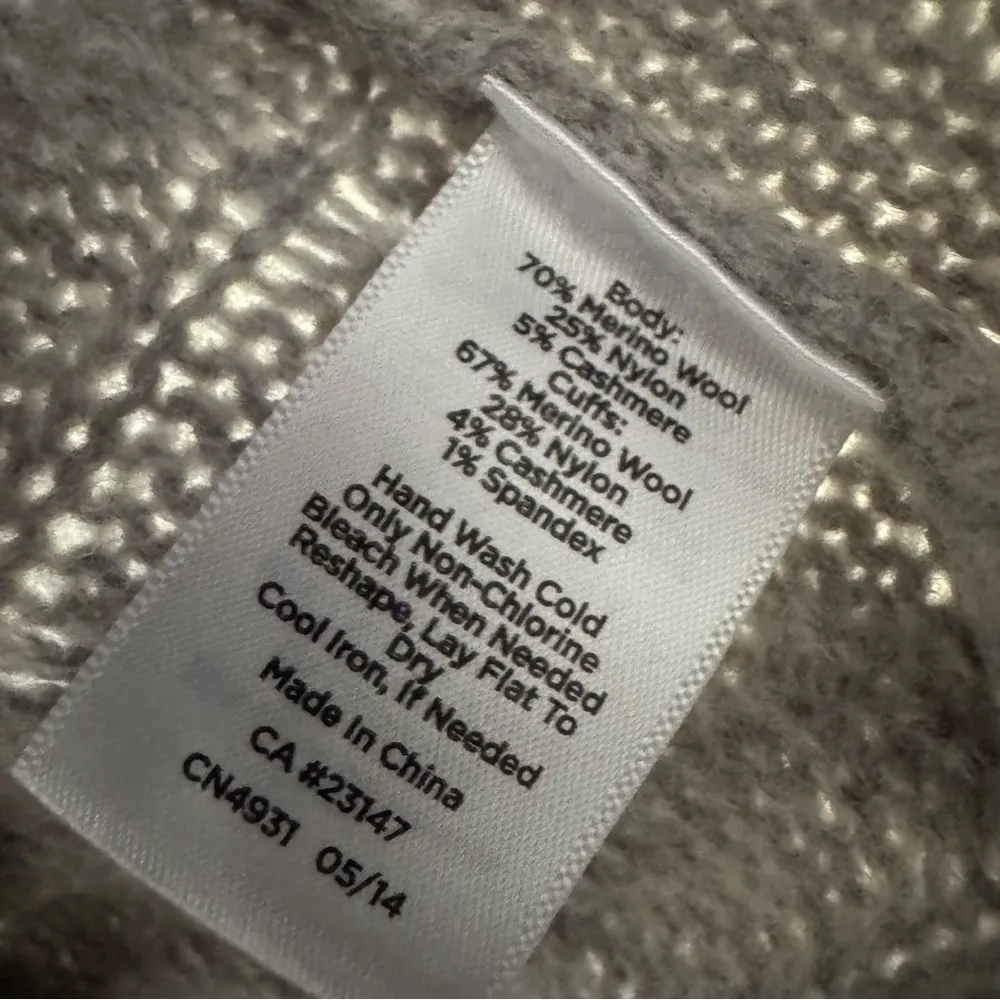 Body:
70% Merino Wool
25% Nylon
5% Cashmere
Cuffs:
67% Merino Wool
28% Nylon
4% Cashmere
1% Spandex
Hand Wash Cold
Only Non-Chlorine
Bleach When Needed
Reshape, Lay Flat To
Dry
Cool Iron, If Needed
Made In China
CA #23147
CN4931 05/14